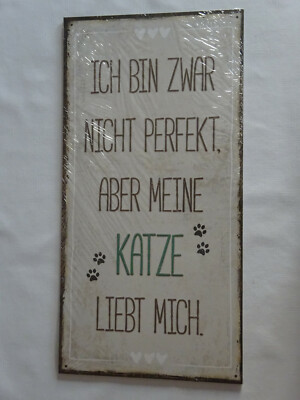 ICH BIN ZWAR
NICHT PERFEKT,
ABER MEINE
KATZE
LIEBT MICH.